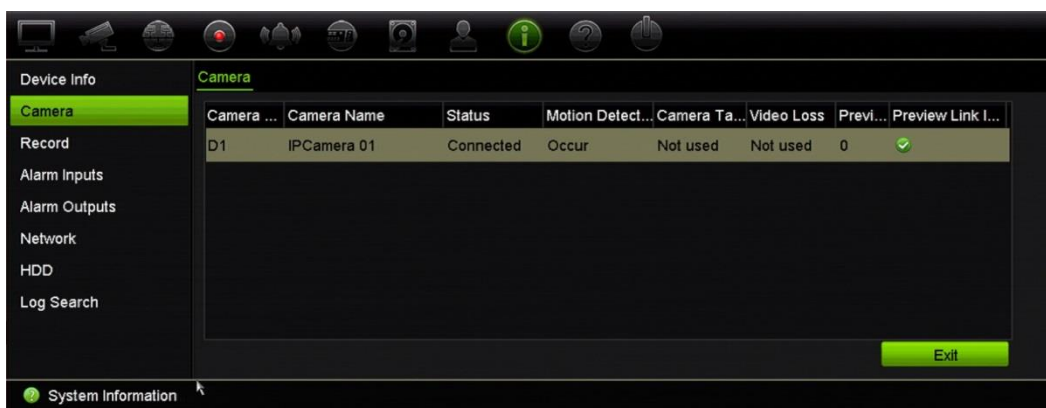 Device Info
Camera
Record
Alarm Inputs
Alarm Outputs
Network
HDD
Log Search
Camera
Camera ... Camera Name Status Motion Detect... Camera Ta... Video Loss Previ... Preview Link I...
D1 IPCamera 01 Connected Occur Not used Not used 0
Exit
System Information